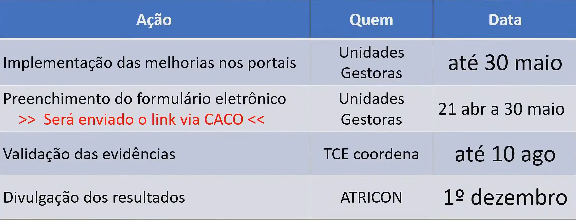 Ação Quem Data
Implementação das melhorias nos portais Unidades Gestoras até 30 maio
Preenchimento do formulário eletrônico
>> Será enviado o link via CACO << Unidades Gestoras 21 abr a 30 maio
Validação das evidências TCE coordena até 10 ago
Divulgação dos resultados ATRICON 1º dezembro